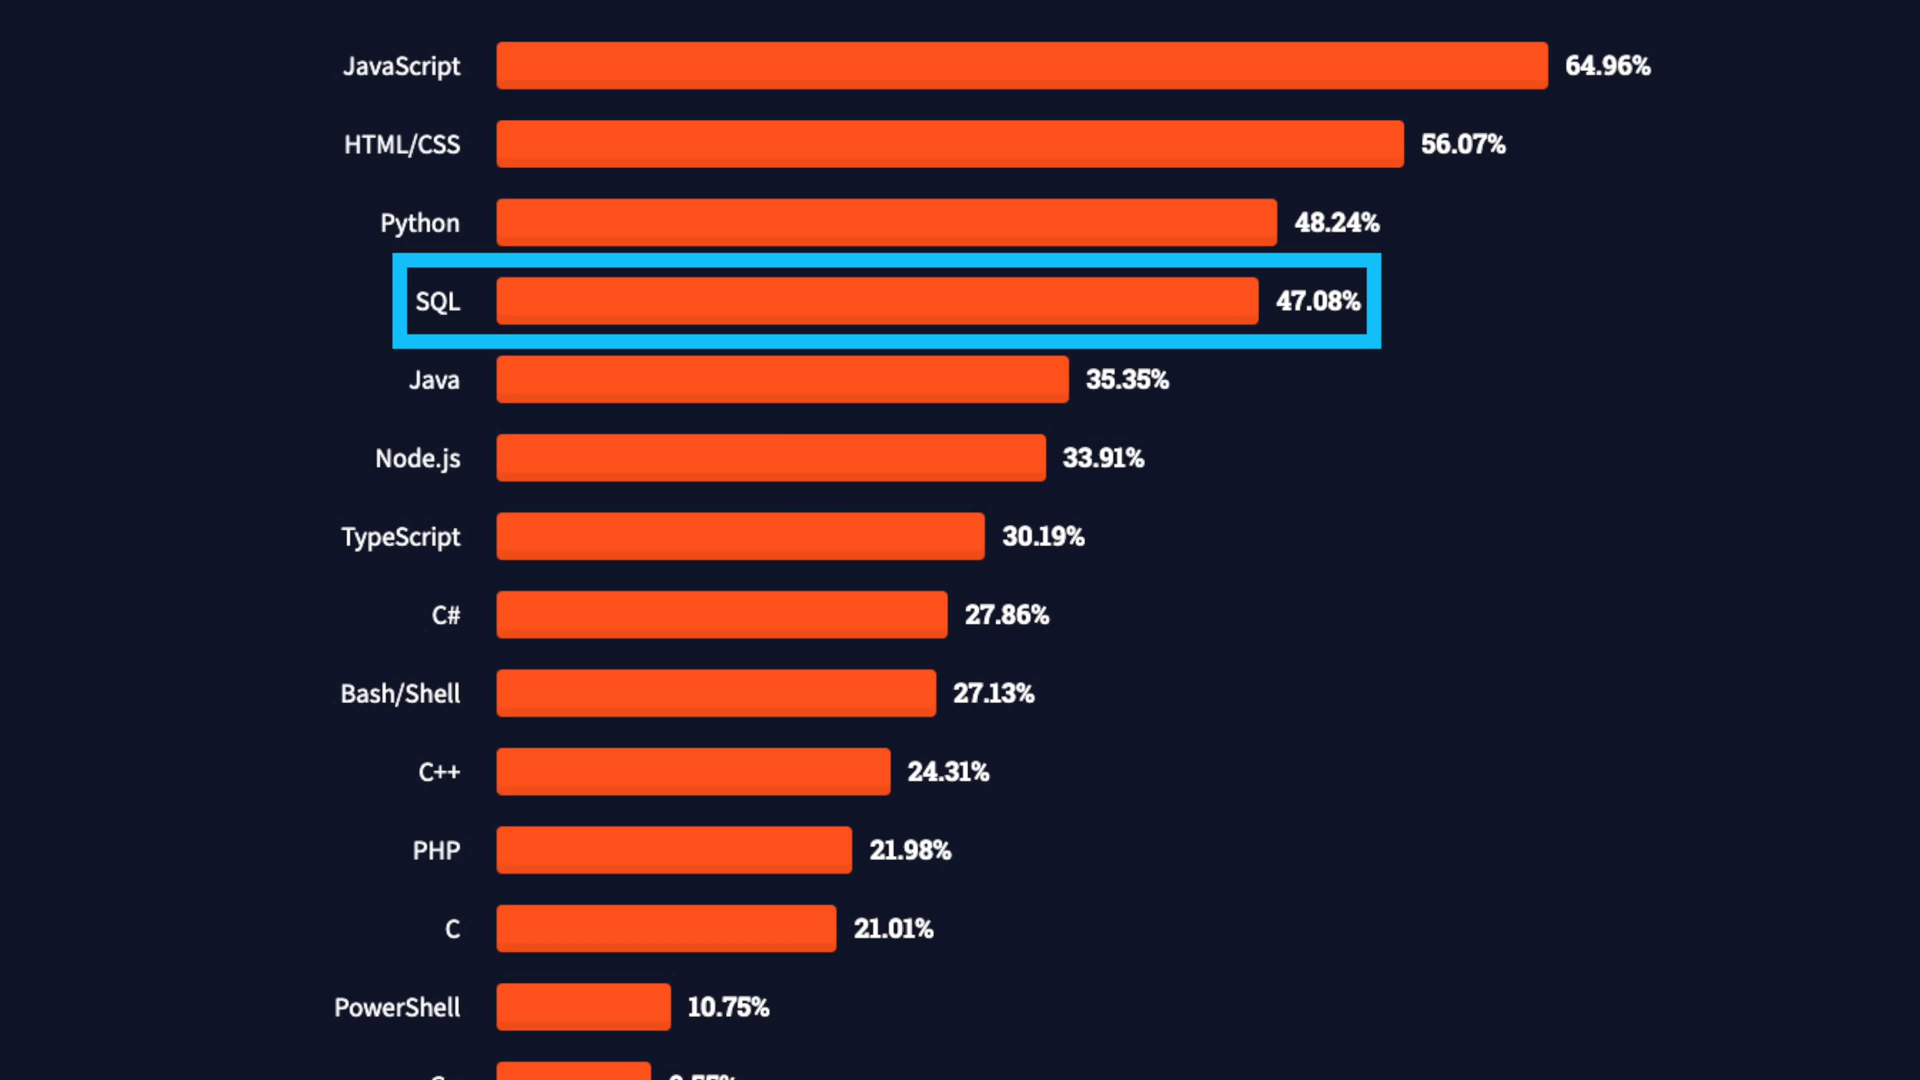 JavaScript 64.96%
HTML/CSS 56.07%
Python 48.24%
SQL 47.08%
Java 35.35%
Node.js 33.91%
TypeScript 30.19%
C# 27.86%
Bash/Shell 27.13%
C++ 24.31%
PHP 21.98%
C 21.01%
PowerShell 10.75%